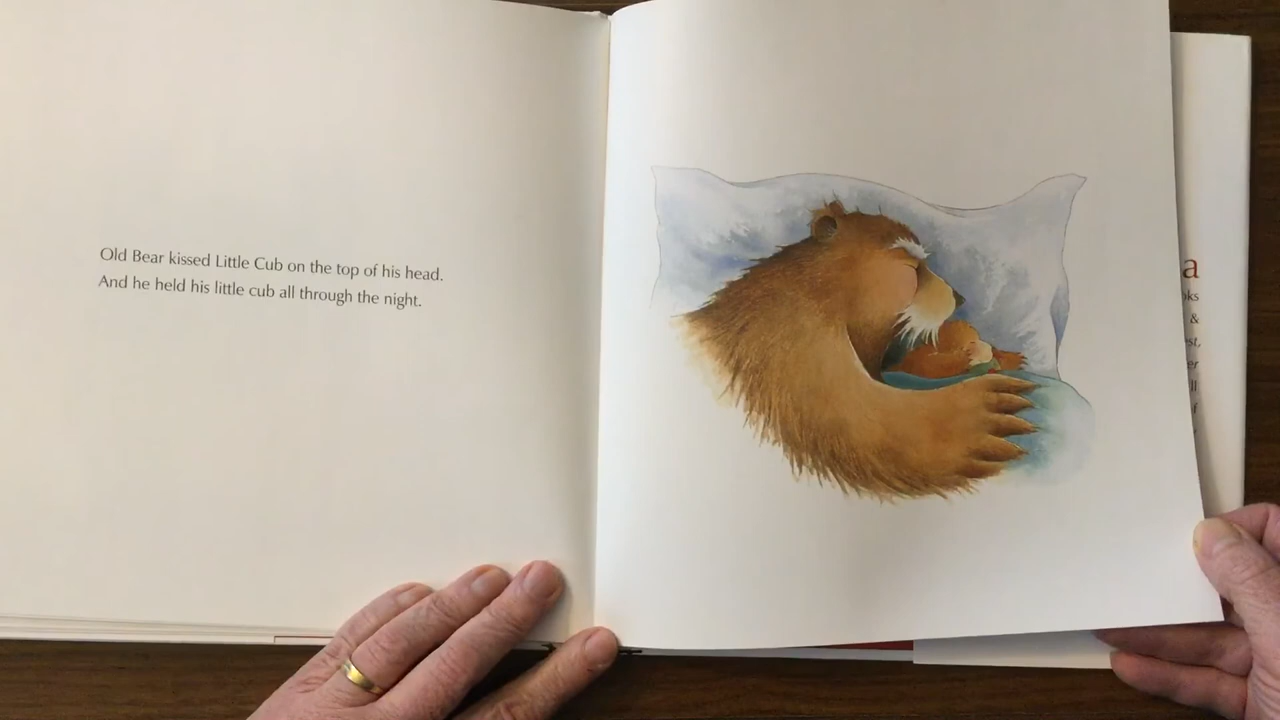 Old Bear kissed Little Cub on the top of his head.
And he held his little cub all through the night.
a
&